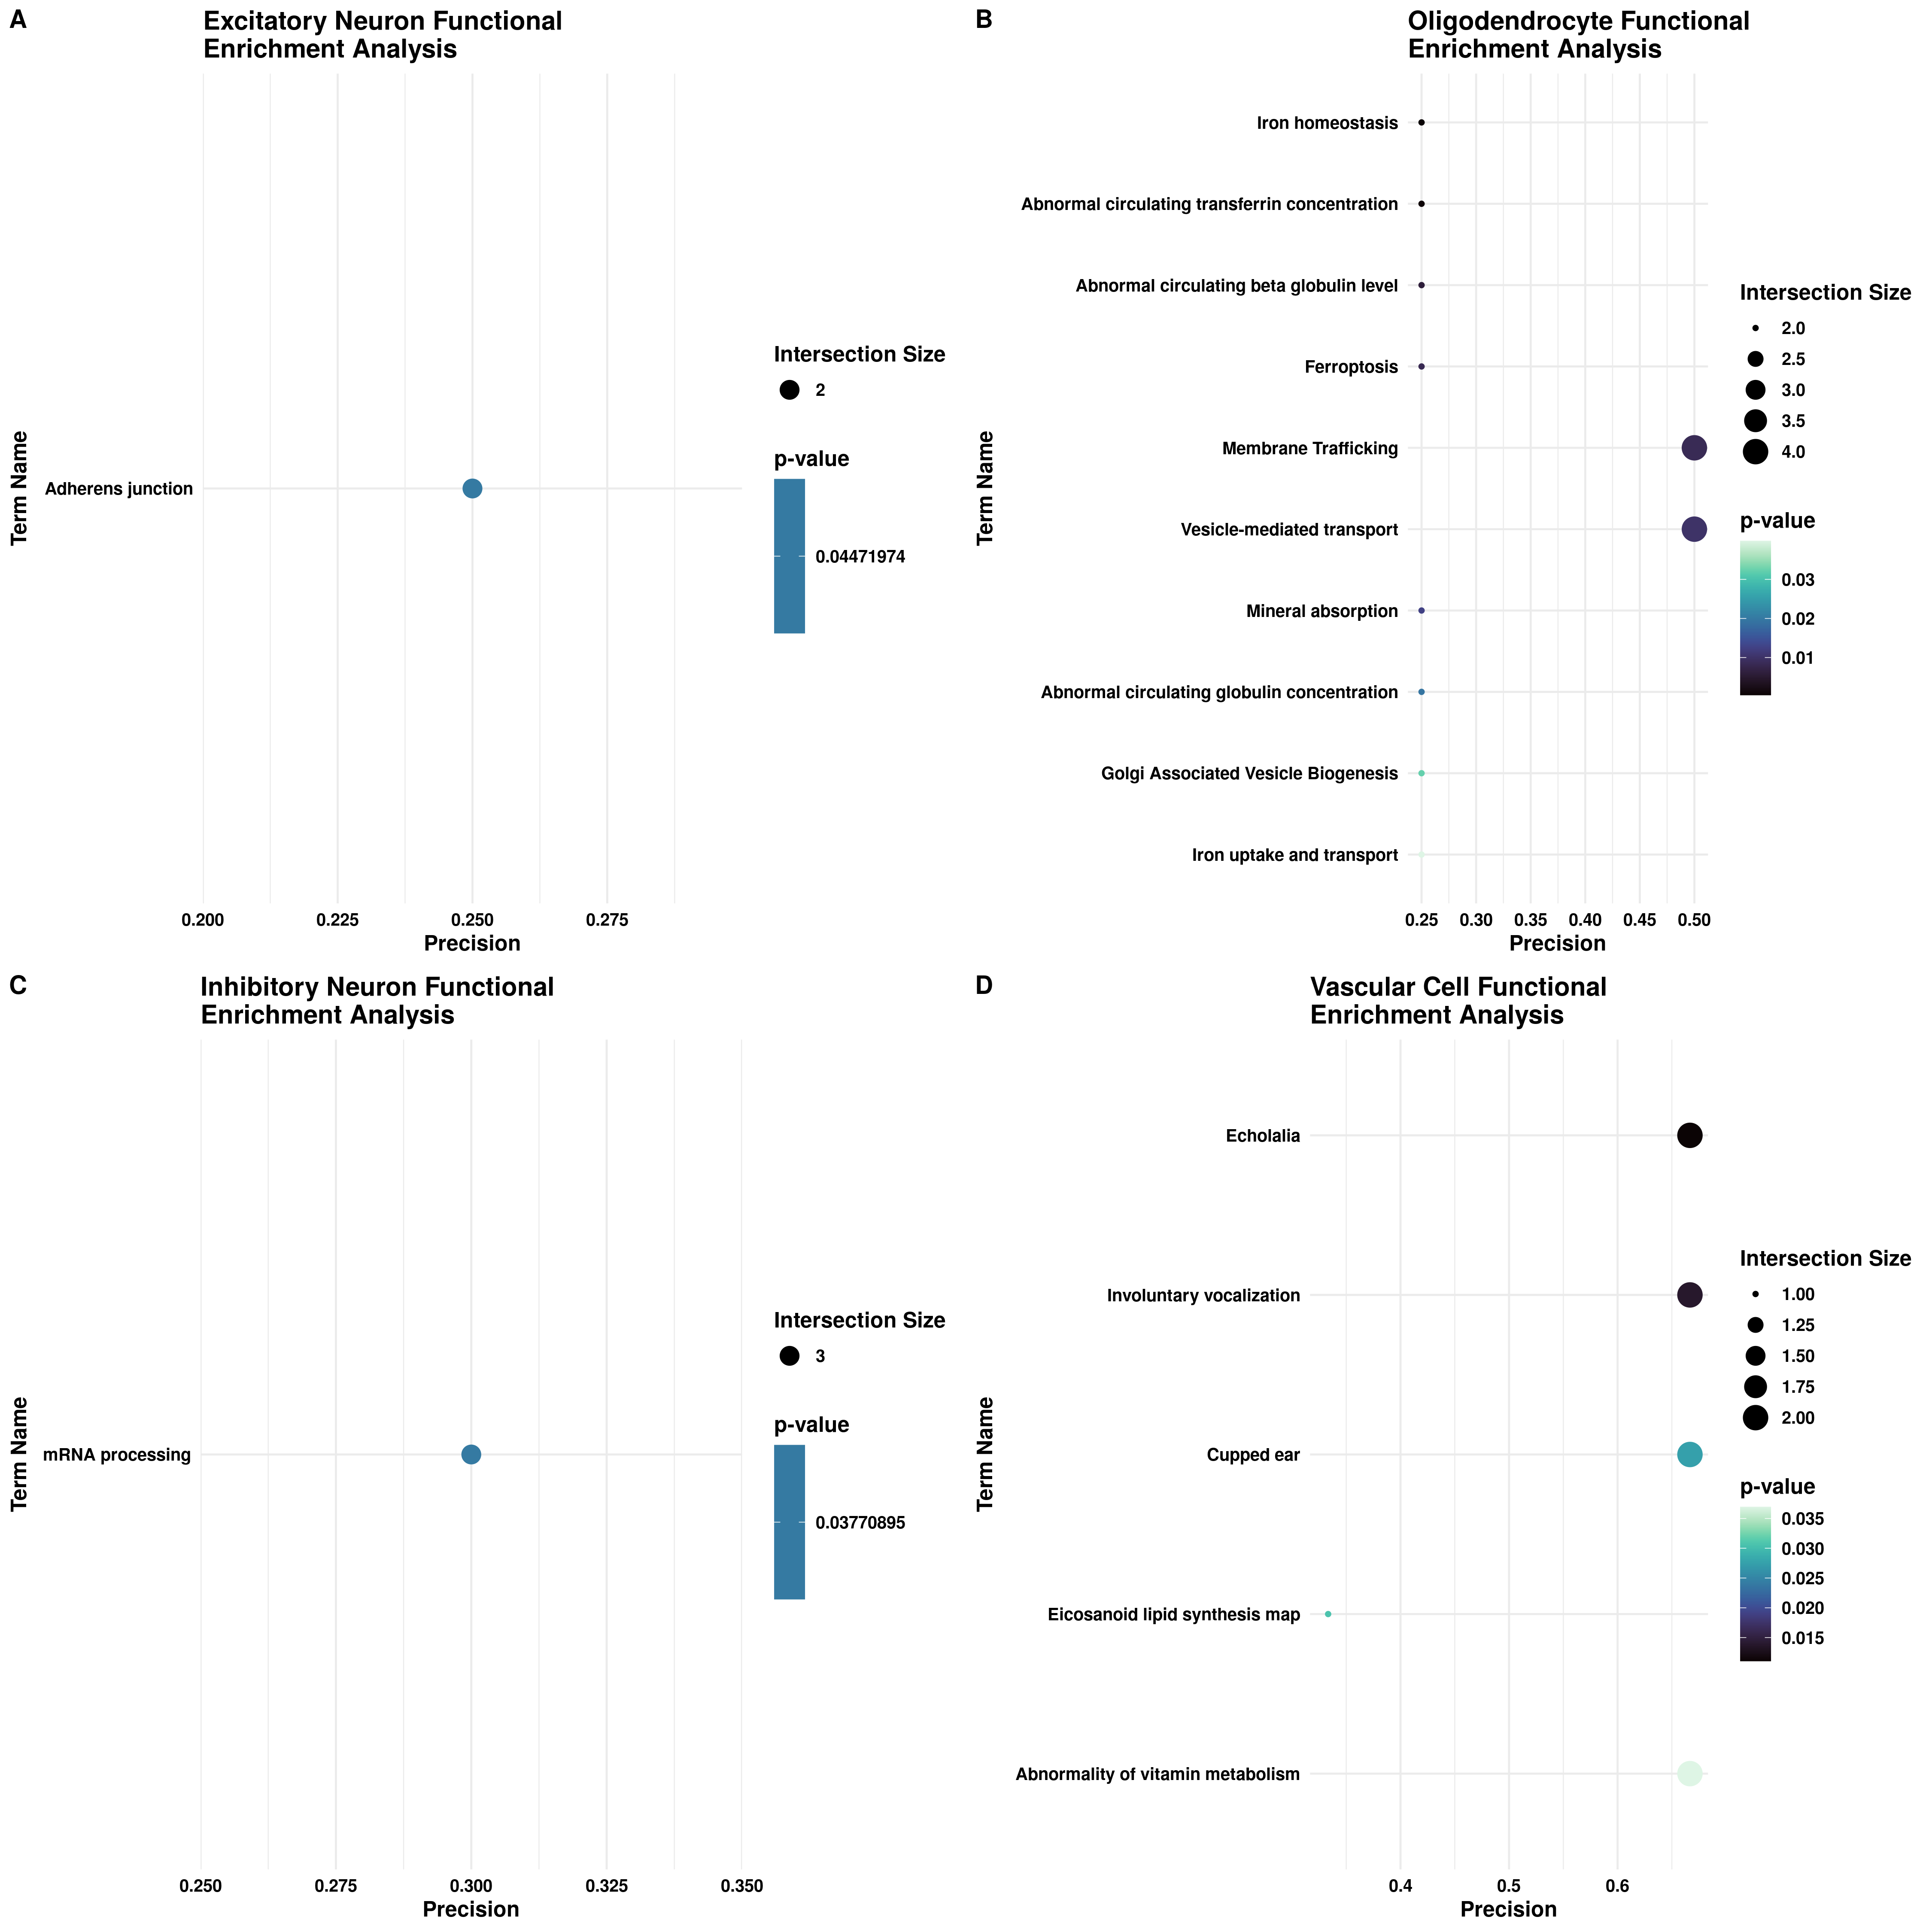 A
Excitatory Neuron Functional
Enrichment Analysis
Term Name
Adherens junction
0.200
0.225
0.250
0.275
Precision
Intersection Size
2
p-value
0.04471974
B
Oligodendrocyte Functional
Enrichment Analysis
Term Name
Iron homeostasis
Abnormal circulating transferrin concentration
Abnormal circulating beta globulin level
Ferroptosis
Membrane Trafficking
Vesicle-mediated transport
Mineral absorption
Abnormal circulating globulin concentration
Golgi Associated Vesicle Biogenesis
Iron uptake and transport
0.25
0.30
0.35
0.40
0.45
0.50
Precision
Intersection Size
2.0
2.5
3.0
3.5
4.0
p-value
0.03
0.02
0.01
C
Inhibitory Neuron Functional
Enrichment Analysis
Term Name
mRNA processing
0.250
0.275
0.300
0.325
0.350
Precision
Intersection Size
3
p-value
0.03770895
D
Vascular Cell Functional
Enrichment Analysis
Term Name
Echolalia
Involuntary vocalization
Cupped ear
Eicosanoid lipid synthesis map
Abnormality of vitamin metabolism
0.4
0.5
0.6
Precision
Intersection Size
1.00
1.25
1.50
1.75
2.00
p-value
0.035
0.030
0.025
0.020
0.015